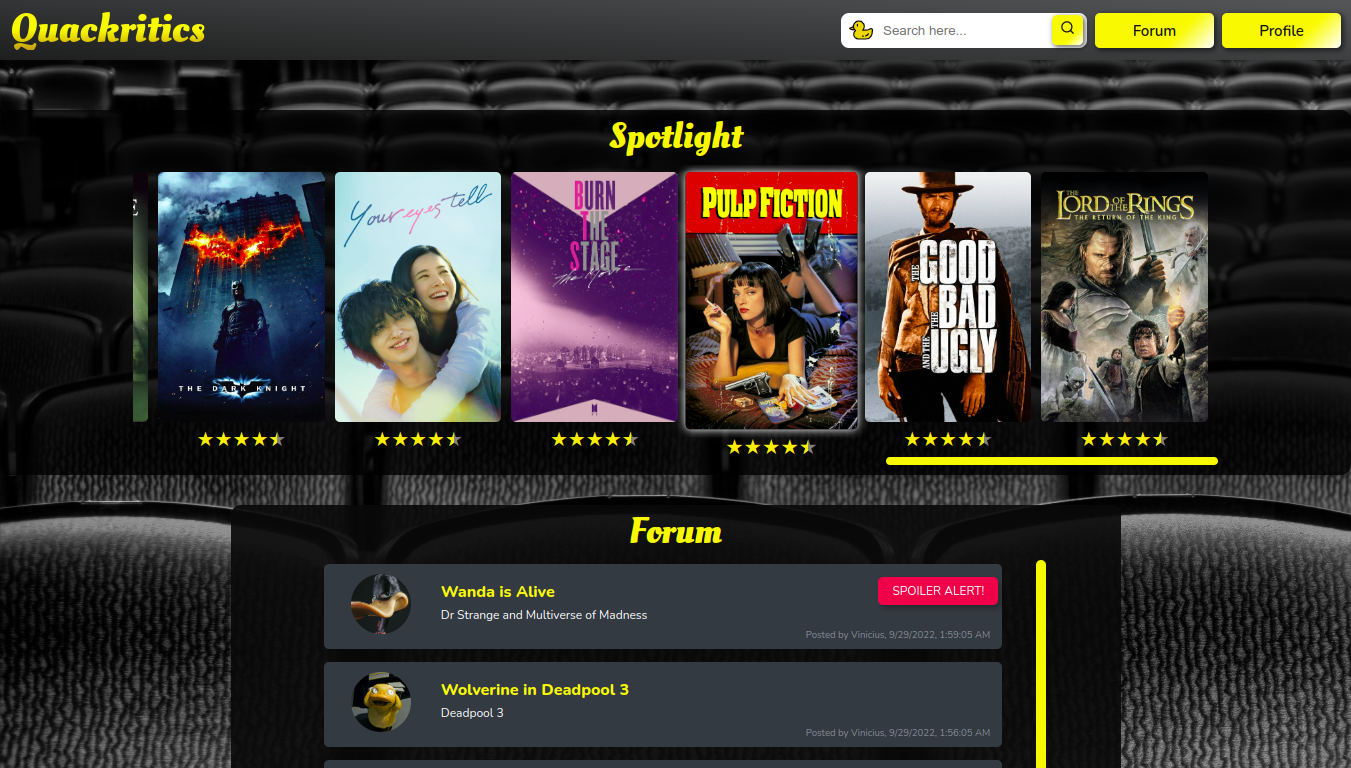 Quackritics
Search here...
Forum
Profile
Spotlight
E
THE DARK KNIGHT
Your eyes tell
BURN
THE
STAGE
the Movie
PULP FICTION
THE
GOOD
THE
BAD
AND THE
UGLY
THE
LORD OF THE RINGS
THE RETURN OF THE KING
★★★★★ ★★★★★ ★★★★★ ★★★★★ ★★★★★ ★★★★★
Forum
Wanda is Alive
SPOILER ALERT!
Dr Strange and Multiverse of Madness
Posted by Vinicius, 9/29/2022, 1:59:05 AM
Wolverine in Deadpool 3
Deadpool 3
Posted by Vinicius, 9/29/2022, 1:56:05 AM